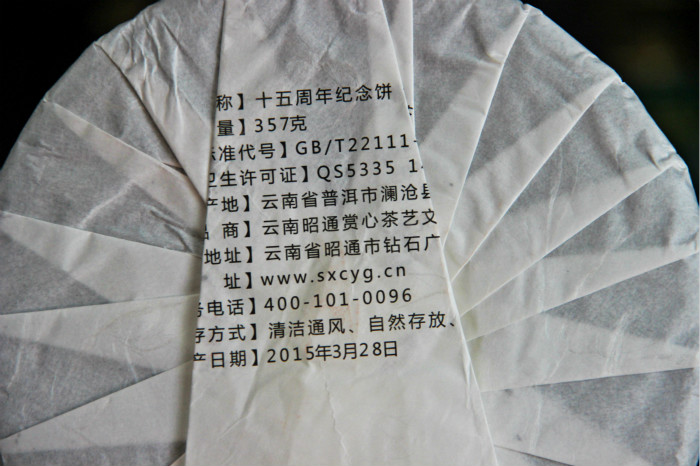 称】十五周年纪念饼
量】357克
标准代号】GB/T22111-
卫生许可证】QS5335 1
产地】云南省普洱市澜沧县
品商】云南昭通赏心茶艺文
地址】云南省昭通市钻石广
址】www.sxcyg.cn
务电话】400-101-0096
存方式】清洁通风、自然存放、
产日期】2015年3月28日